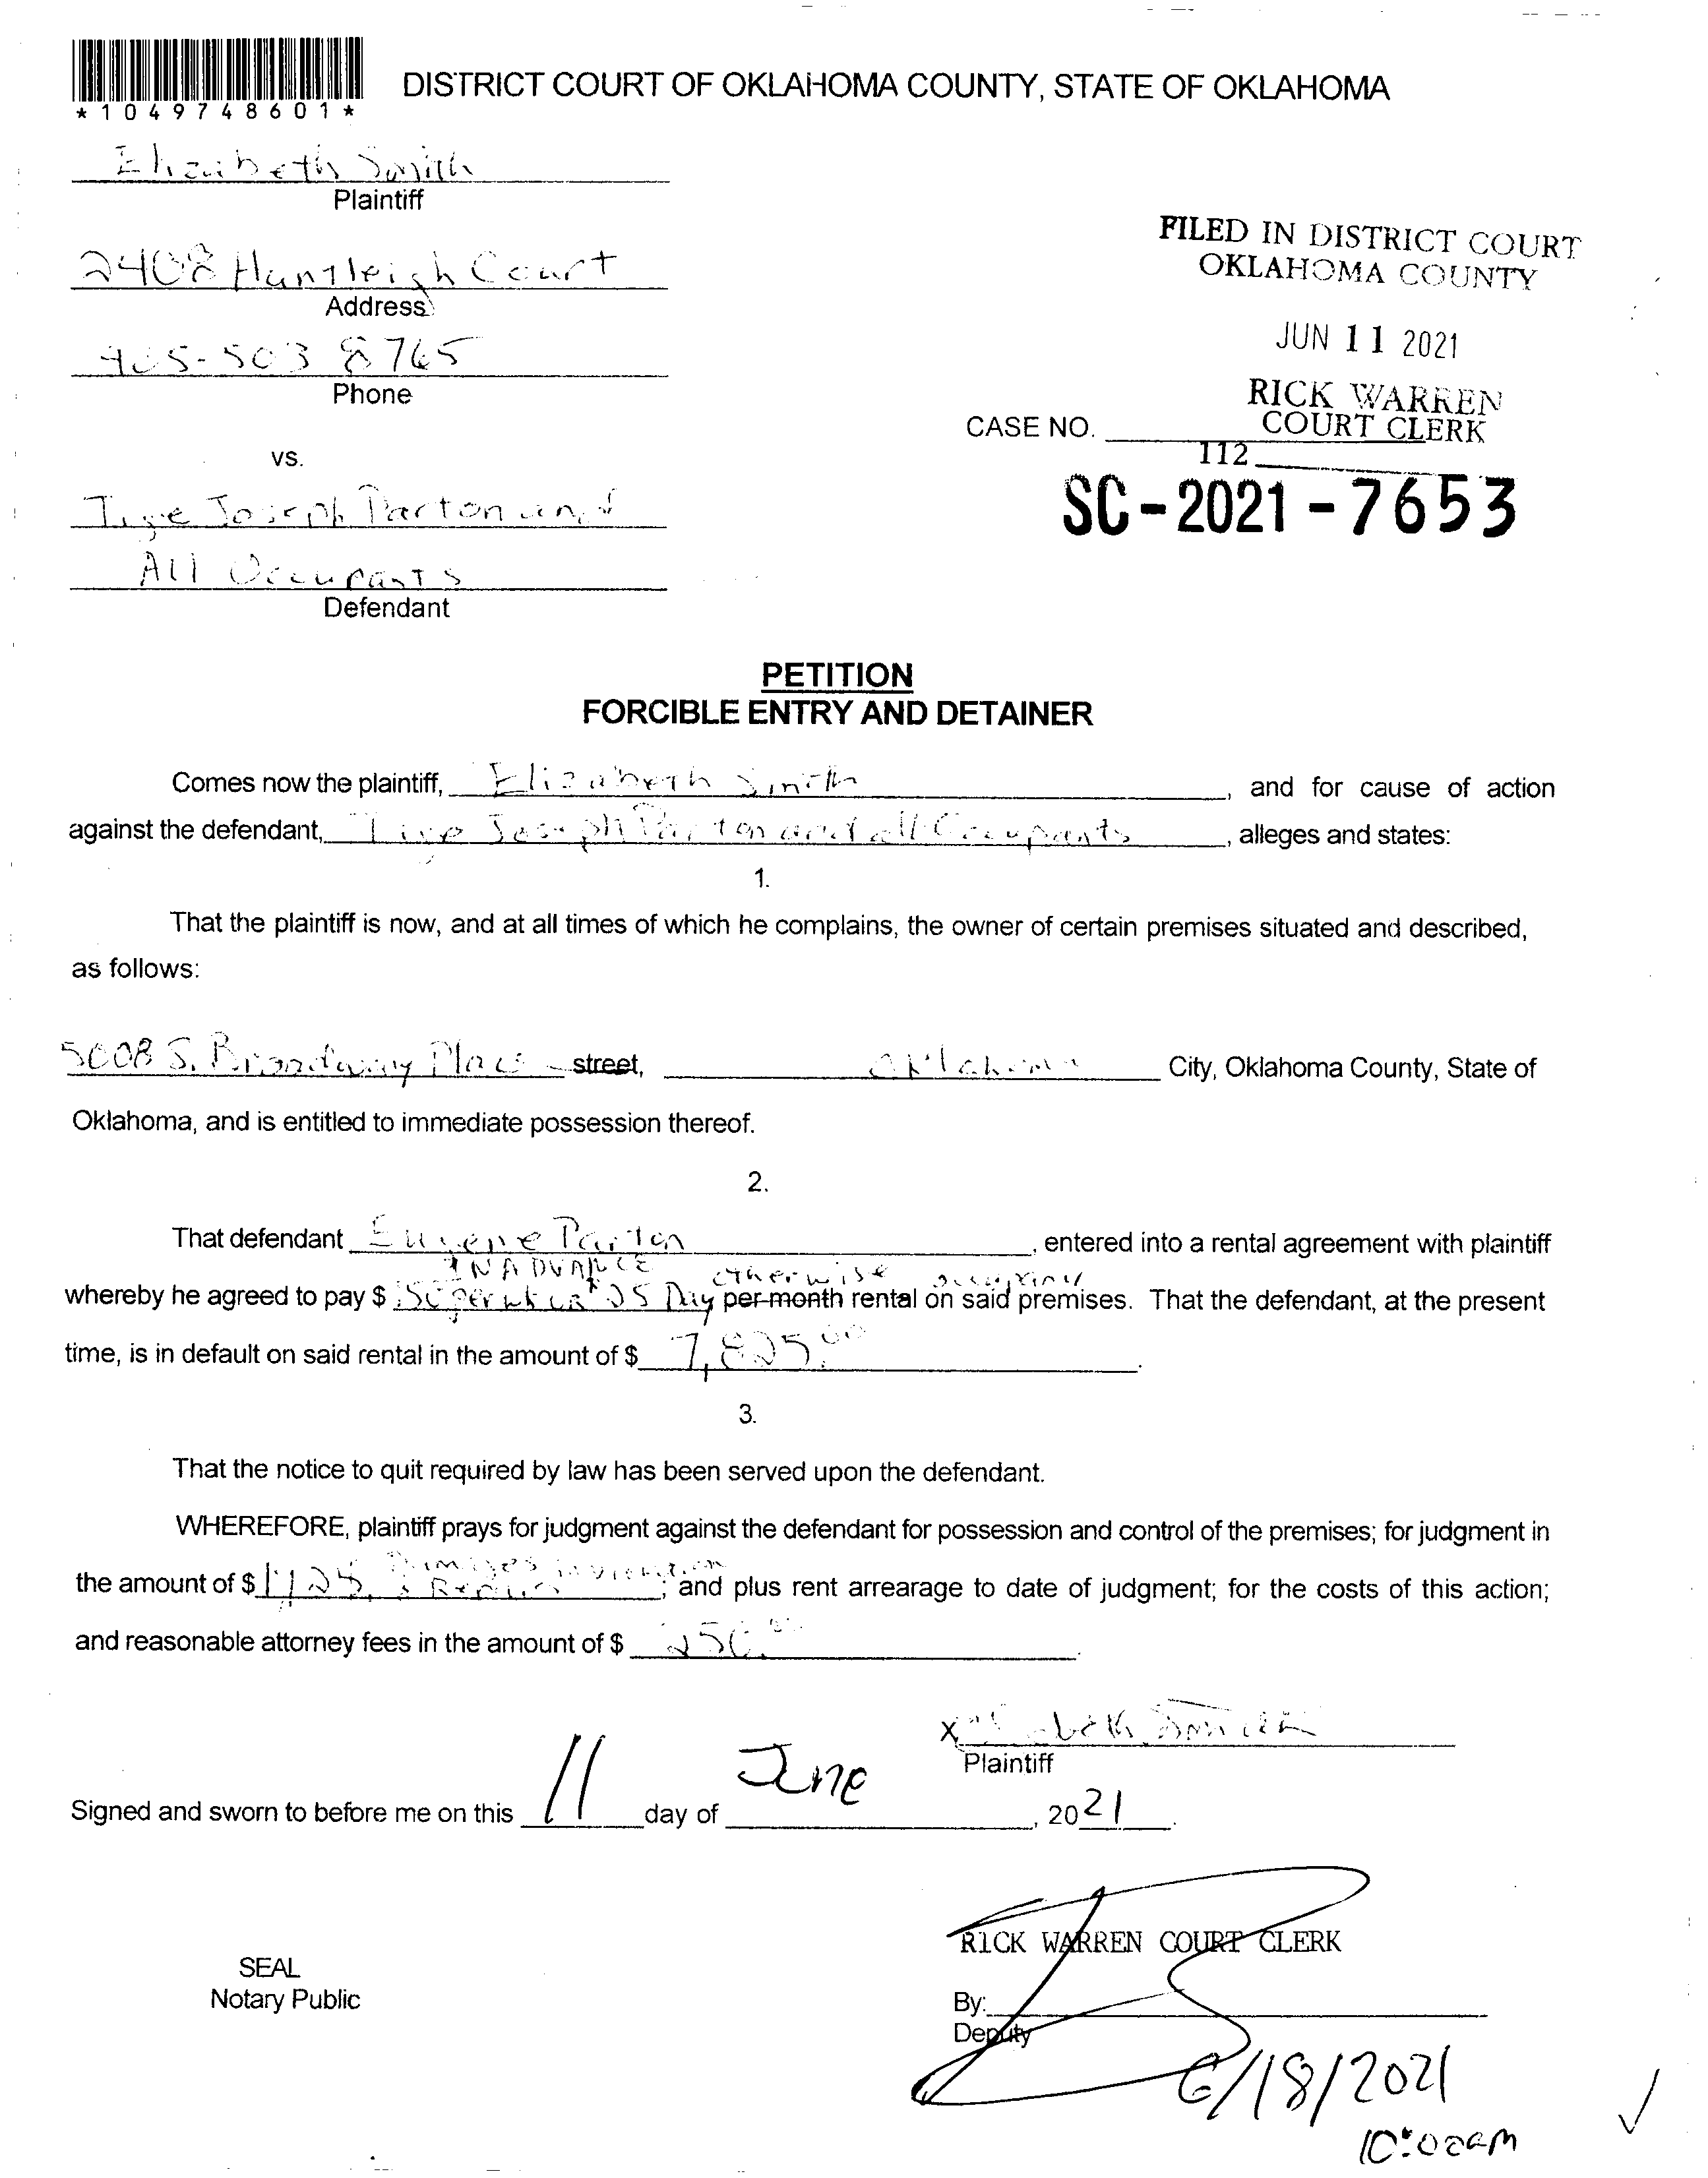 *1049748601*
DISTRICT COURT OF OKLAHOMA COUNTY, STATE OF OKLAHOMA
Elizabeth Smith
Plaintiff
2408 Huntleigh Court
Address
405-503 8765
Phone
vs.
FILED IN DISTRICT COURT
OKLAHOMA COUNTY
JUN 11 2021
RICK WARREN
COURT CLERK
CASE NO.
112
SC-2021-7653
Joseph Parton and
All Occupants
Defendant
PETITION
FORCIBLE ENTRY AND DETAINER
Comes now the plaintiff, Elizabeth Smith, and for cause of action
against the defendant, Joseph Parton and all Occupants, alleges and states:
1.
That the plaintiff is now, and at all times of which he complains, the owner of certain premises situated and described,
as follows:
5008 S. Broadway Place street, Oklahoma City, Oklahoma County, State of
Oklahoma, and is entitled to immediate possession thereof.
2.
That defendant Eugene Parton, entered into a rental agreement with plaintiff
IN ADVANCE otherwise
whereby he agreed to pay $ 25 Day per month rental on said premises. That the defendant, at the present
time, is in default on said rental in the amount of $ 7,825.00.
3.
That the notice to quit required by law has been served upon the defendant.
WHEREFORE, plaintiff prays for judgment against the defendant for possession and control of the premises; for judgment in
the amount of $ ; and plus rent arrearage to date of judgment; for the costs of this action;
and reasonable attorney fees in the amount of $ 250.00.
X Elizabeth Smith
Plaintiff
Signed and sworn to before me on this 11 day of June, 2021.
RICK WARREN COURT CLERK
SEAL
Notary Public
By:
Deputy
6/18/2021
10:00am